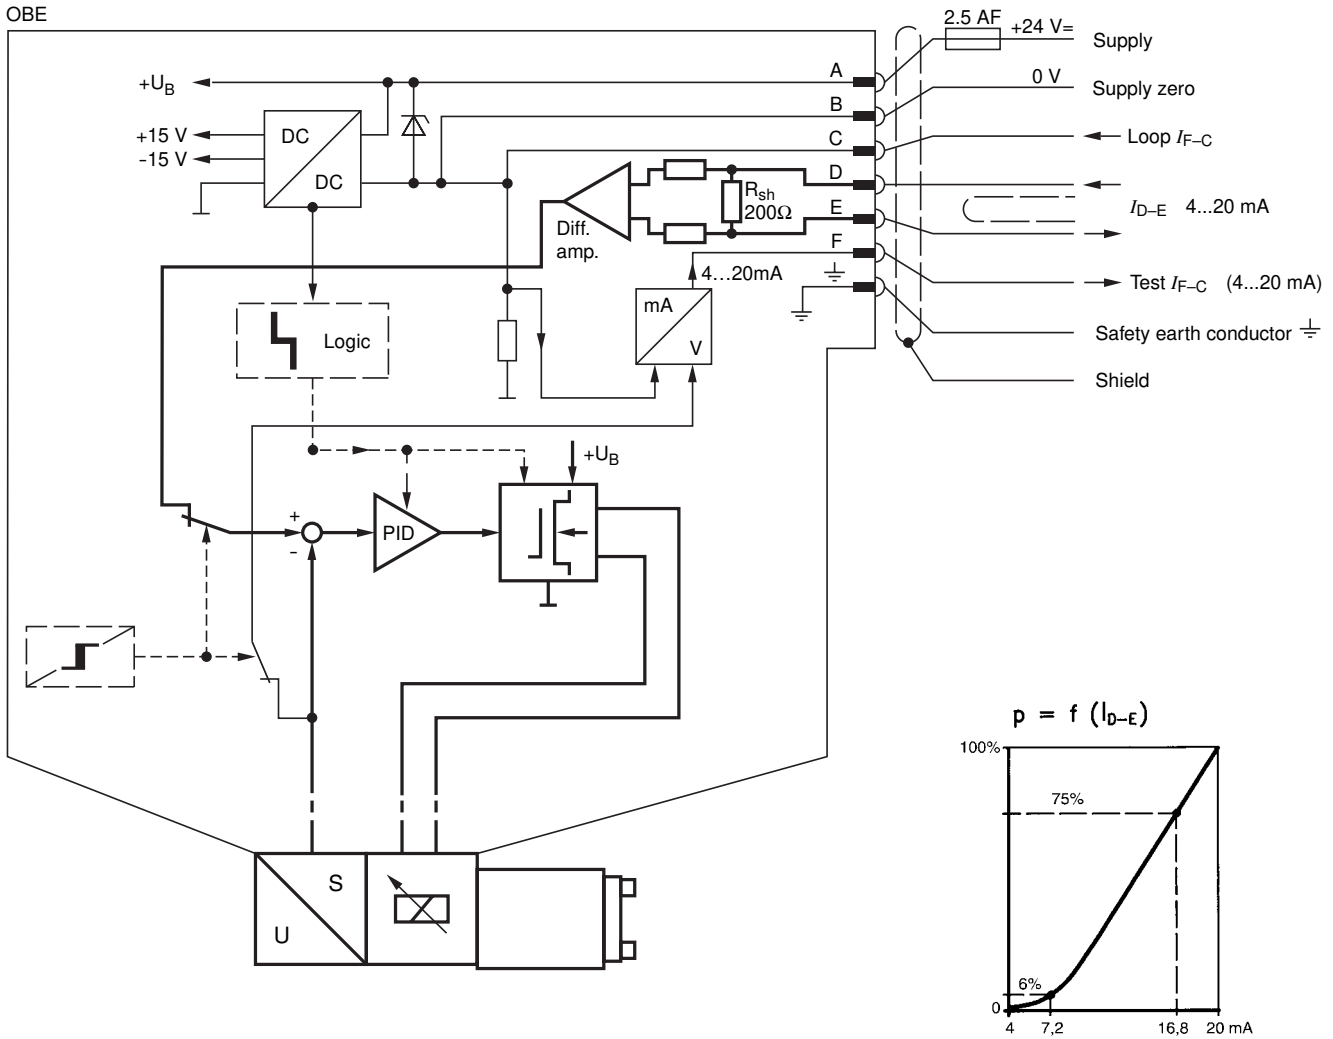 OBE
2.5 AF
+24 V=
Supply
+U_B
A
0 V
Supply zero
B
+15 V
DC
C
Loop I_F–C
-15 V
DC
D
R_sh
200Ω
I_D–E 4...20 mA
E
Diff.
amp.
F
4...20mA
Test I_F–C (4...20 mA)
mA
V
Logic
Safety earth conductor
Shield
+U_B
+
-
PID
S
U
p = f (I_D–E)
100%
75%
6%
0
4 7,2 16,8 20 mA